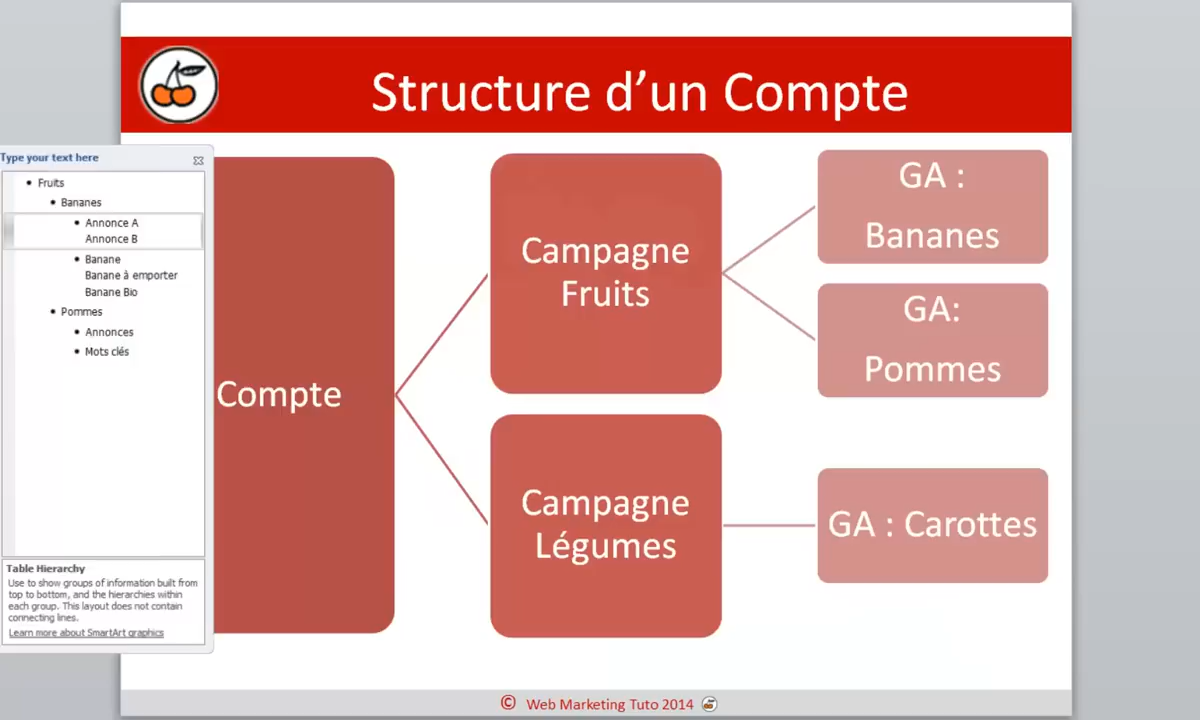 Structure d’un Compte
Type your text here
Fruits
Bananes
Annonce A
Annonce B
Banane
Banane à emporter
Banane Bio
Pommes
Annonces
Mots clés
Table Hierarchy
Use to show groups of information built from
top to bottom, and the hierarchies within
each group. This layout does not contain
connecting lines.
Learn more about SmartArt graphics
Compte
Campagne
Fruits
GA :
Bananes
GA:
Pommes
Campagne
Légumes
GA : Carottes
© Web Marketing Tuto 2014